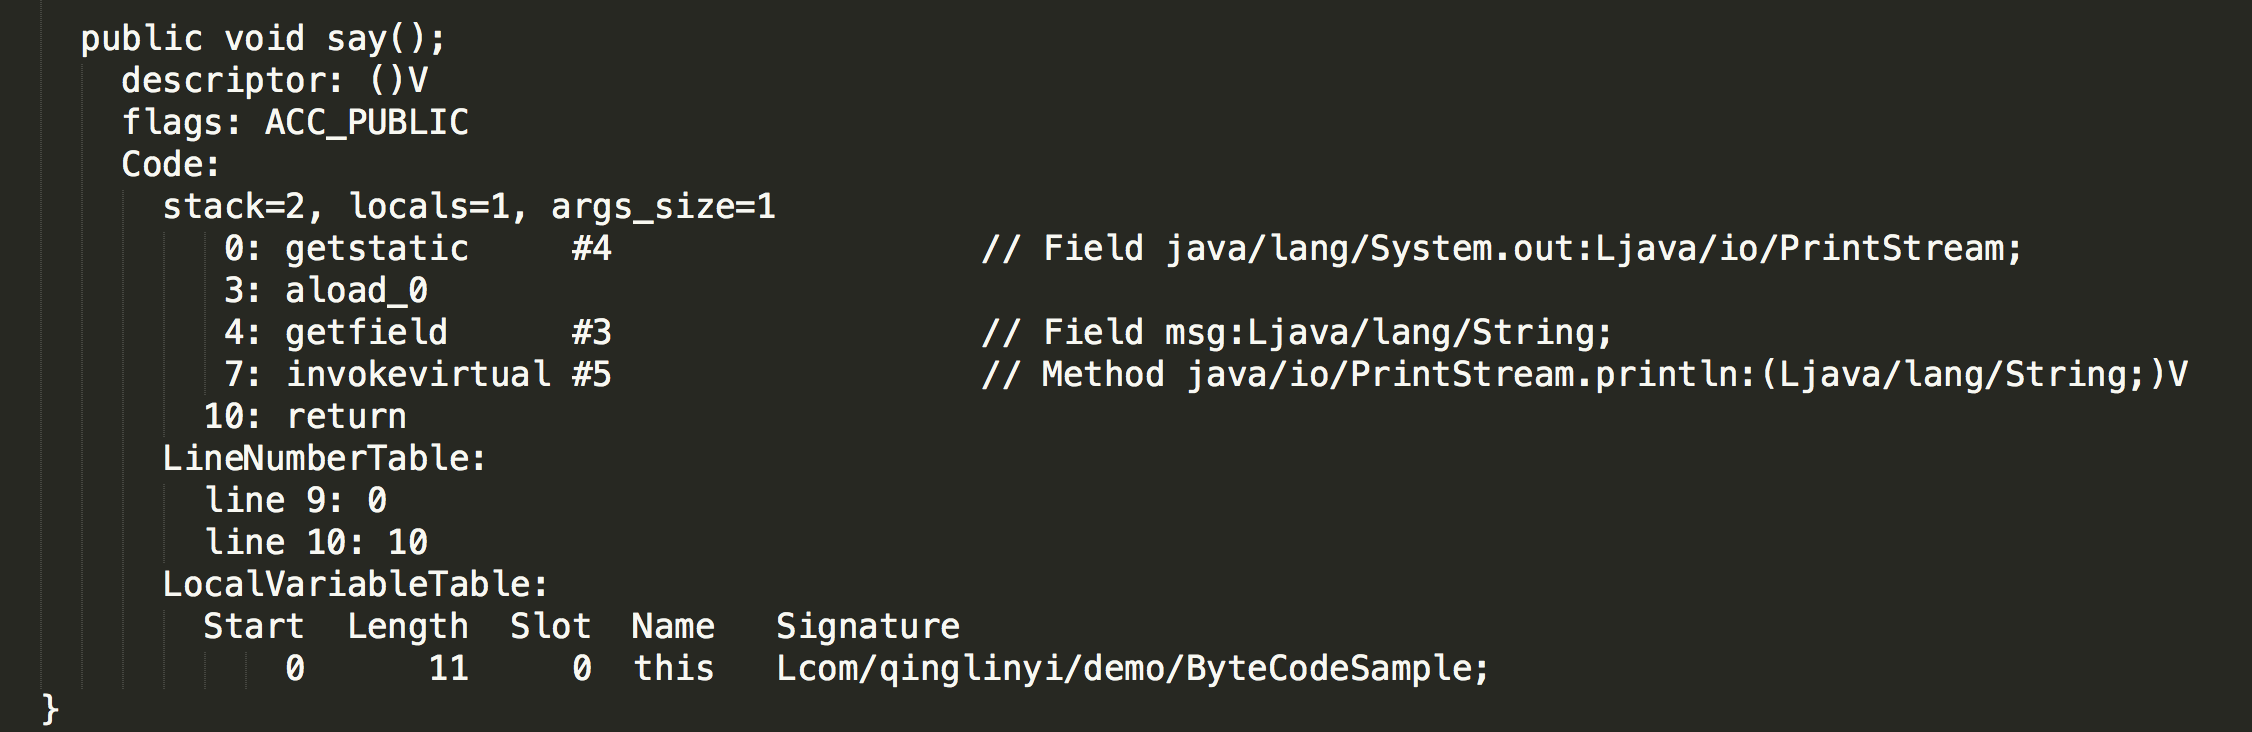 public void say();
descriptor: ()V
flags: ACC_PUBLIC
Code:
stack=2, locals=1, args_size=1
0: getstatic     #4                  // Field java/lang/System.out:Ljava/io/PrintStream;
3: aload_0
4: getfield      #3                  // Field msg:Ljava/lang/String;
7: invokevirtual #5                  // Method java/io/PrintStream.println:(Ljava/lang/String;)V
10: return
LineNumberTable:
line 9: 0
line 10: 10
LocalVariableTable:
Start  Length  Slot  Name   Signature
0      11     0  this   Lcom/qinglinyi/demo/ByteCodeSample;
}